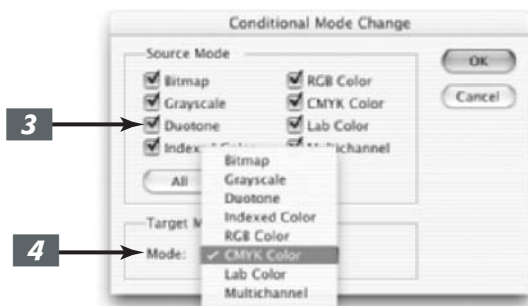 Conditional Mode Change
Source Mode
Bitmap
RGB Color
Grayscale
CMYK Color
3
Duotone
Lab Color
Indexed Color
Multichannel
All
Target M
4
Mode:
Bitmap
Grayscale
Duotone
Indexed Color
RGB Color
✓ CMYK Color
Lab Color
Multichannel
OK
Cancel